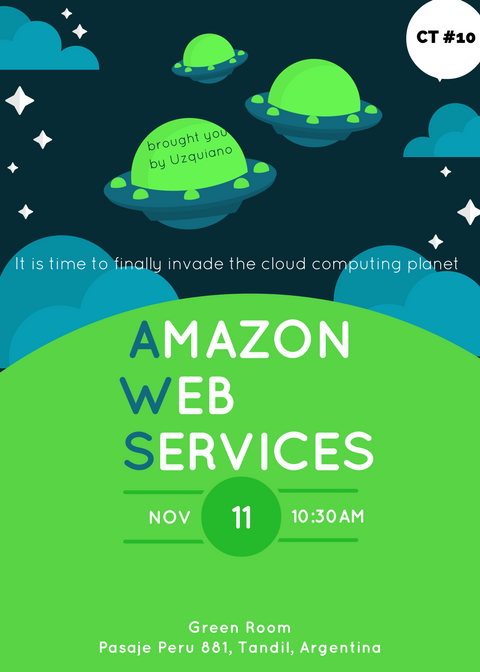 CT #10
brought you
by Uzquiano
It is time to finally invade the cloud computing planet
AMAZON
WEB
SERVICES
NOV 11 10:30AM
Green Room
Pasaje Peru 881, Tandil, Argentina